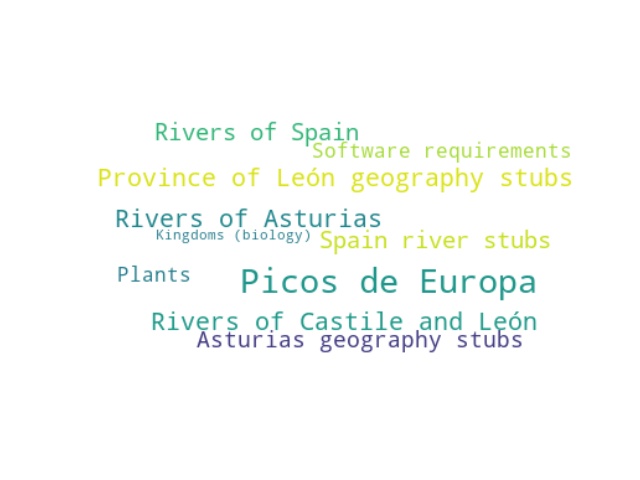 Rivers of Spain
Software requirements
Province of León geography stubs
Rivers of Asturias
Kingdoms (biology)
Spain river stubs
Plants
Picos de Europa
Rivers of Castile and León
Asturias geography stubs